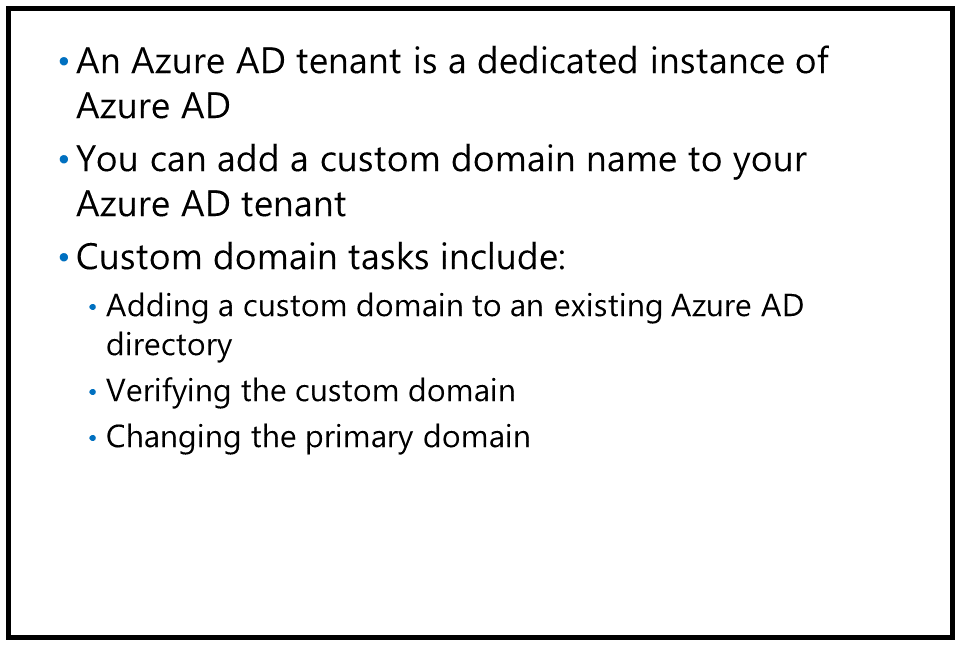 • An Azure AD tenant is a dedicated instance of
Azure AD
• You can add a custom domain name to your
Azure AD tenant
• Custom domain tasks include:
• Adding a custom domain to an existing Azure AD
directory
• Verifying the custom domain
• Changing the primary domain